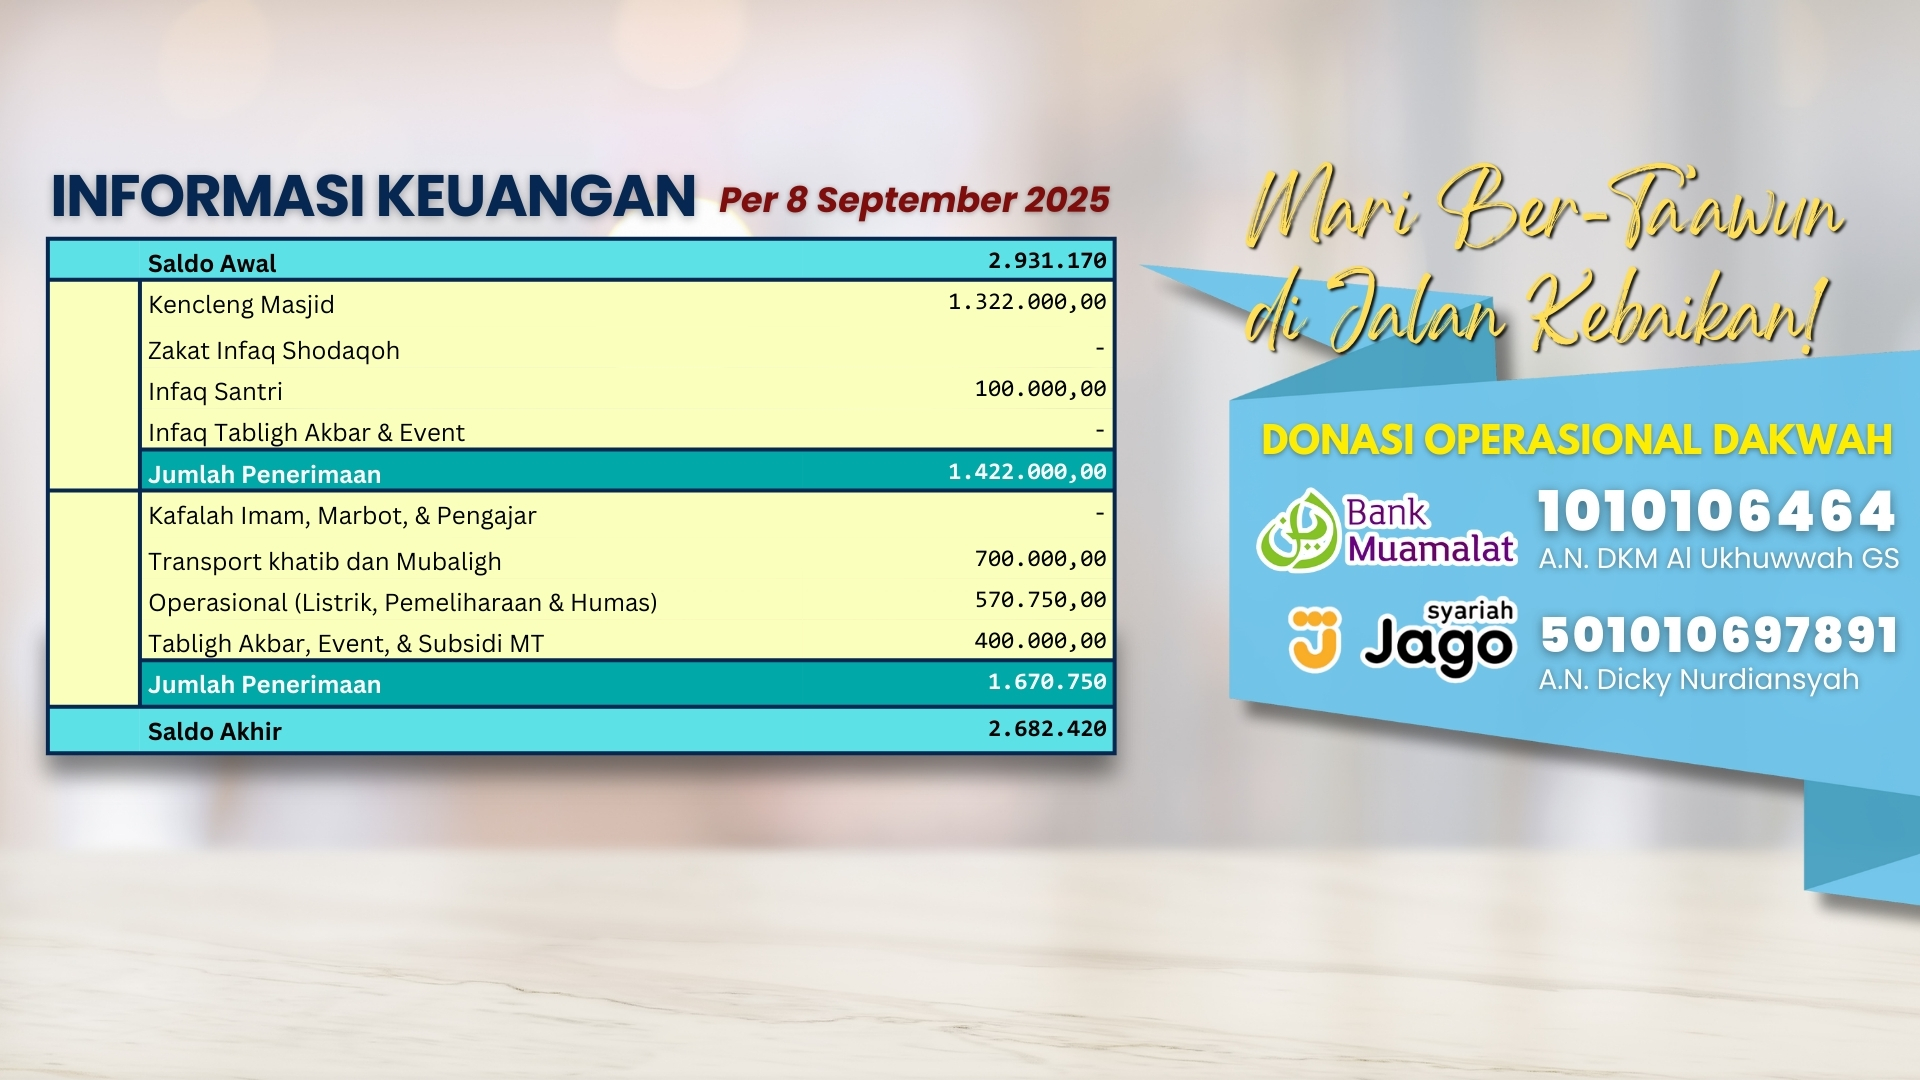 INFORMASI KEUANGAN Per 8 September 2025
Saldo Awal 2.931.170
Kencleng Masjid 1.322.000,00
Zakat Infaq Shodaqoh -
Infaq Santri 100.000,00
Infaq Tabligh Akbar & Event -
Jumlah Penerimaan 1.422.000,00
Kafalah Imam, Marbot, & Pengajar -
Transport khatib dan Mubaligh 700.000,00
Operasional (Listrik, Pemeliharaan & Humas) 570.750,00
Tabligh Akbar, Event, & Subsidi MT 400.000,00
Jumlah Penerimaan 1.670.750
Saldo Akhir 2.682.420
Mari Ber-Ta'awun
di Jalan Kebaikan!
DONASI OPERASIONAL DAKWAH
Bank Muamalat 1010106464
A.N. DKM Al Ukhuwwah GS
syariah
Jago 501010697891
A.N. Dicky Nurdiansyah